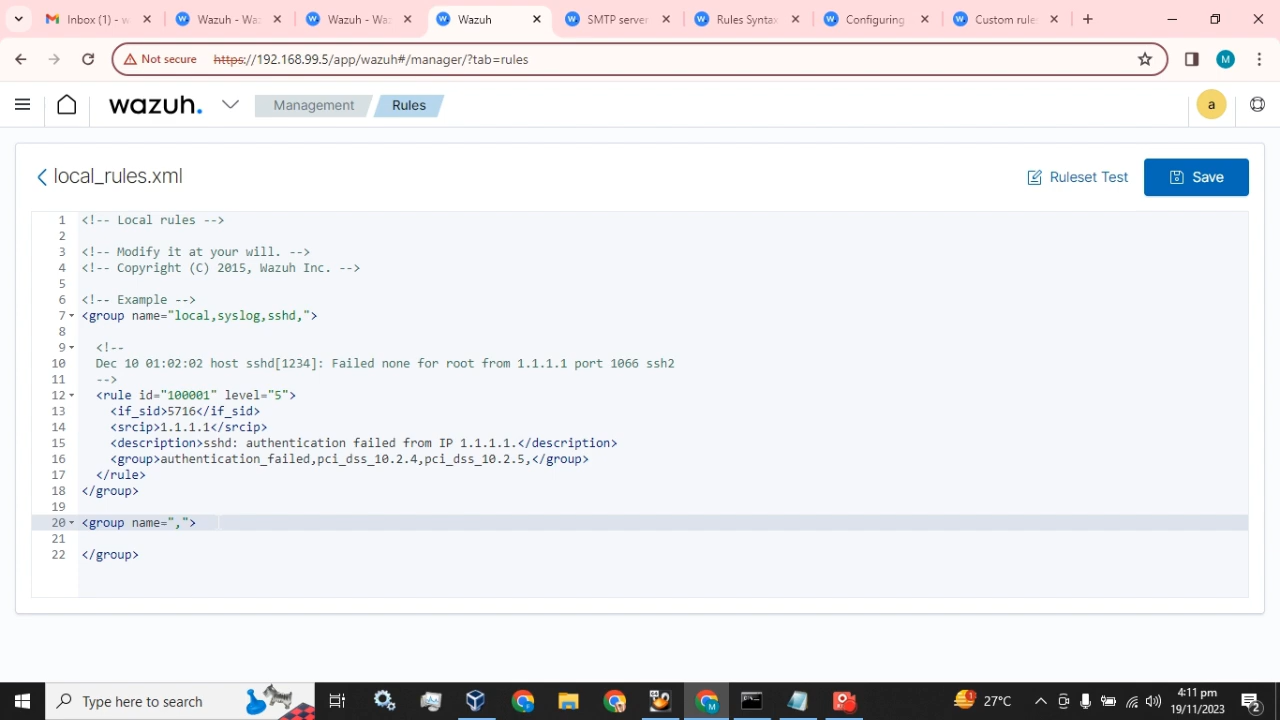 Inbox (1) - w
Wazuh - Waz
Wazuh - Waz
Wazuh
SMTP server
Rules Syntax
Configuring
Custom rule
Not secure https://192.168.99.5/app/wazuh#/manager/?tab=rules
M
wazuh.
Management
Rules
a
local_rules.xml
Ruleset Test
Save
1 <!-- Local rules -->
2
3 <!-- Modify it at your will. -->
4 <!-- Copyright (C) 2015, Wazuh Inc. -->
5
6 <!-- Example -->
7 <group name="local,syslog,sshd,">
8
9 <!--
10 Dec 10 01:02:02 host sshd[1234]: Failed none for root from 1.1.1.1 port 1066 ssh2
11 -->
12 <rule id="100001" level="5">
13 <if_sid>5716</if_sid>
14 <srcip>1.1.1.1</srcip>
15 <description>sshd: authentication failed from IP 1.1.1.1.</description>
16 <group>authentication_failed,pci_dss_10.2.4,pci_dss_10.2.5,</group>
17 </rule>
18 </group>
19
20 <group name=",">
21
22 </group>
Type here to search
M
1
27°C
4:11 pm
19/11/2023
2